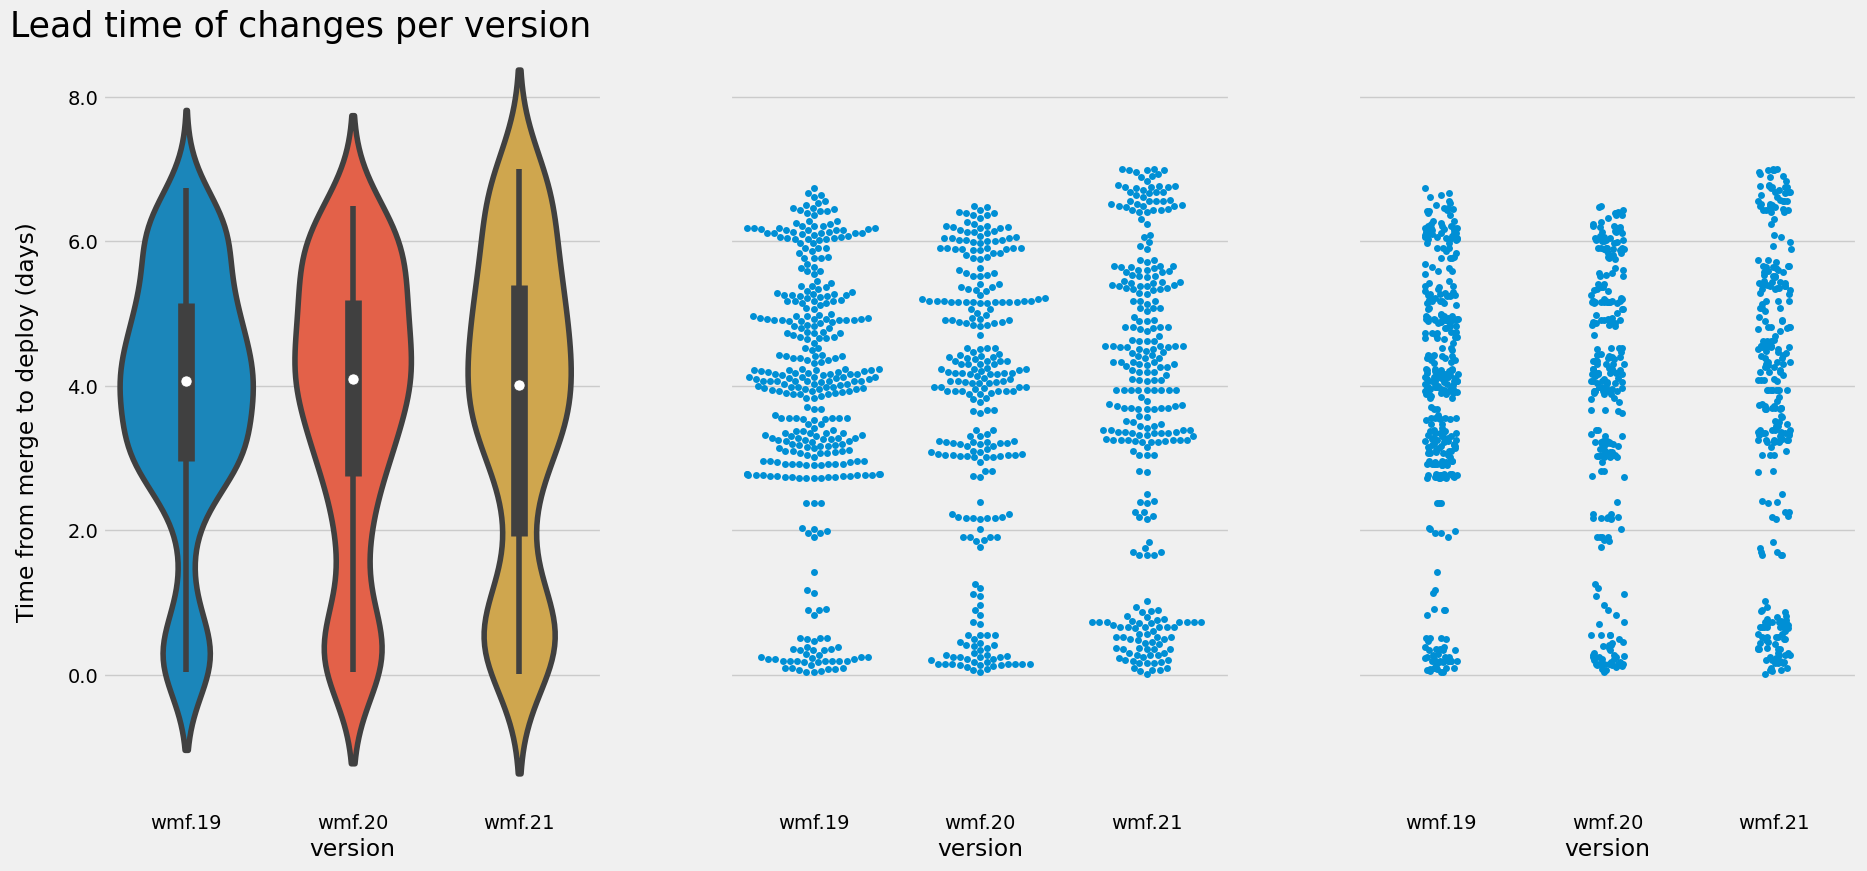 Lead time of changes per version
Time from merge to deploy (days)
8.0
6.0
4.0
2.0
0.0
wmf.19 wmf.20 wmf.21
version
wmf.19 wmf.20 wmf.21
version
wmf.19 wmf.20 wmf.21
version